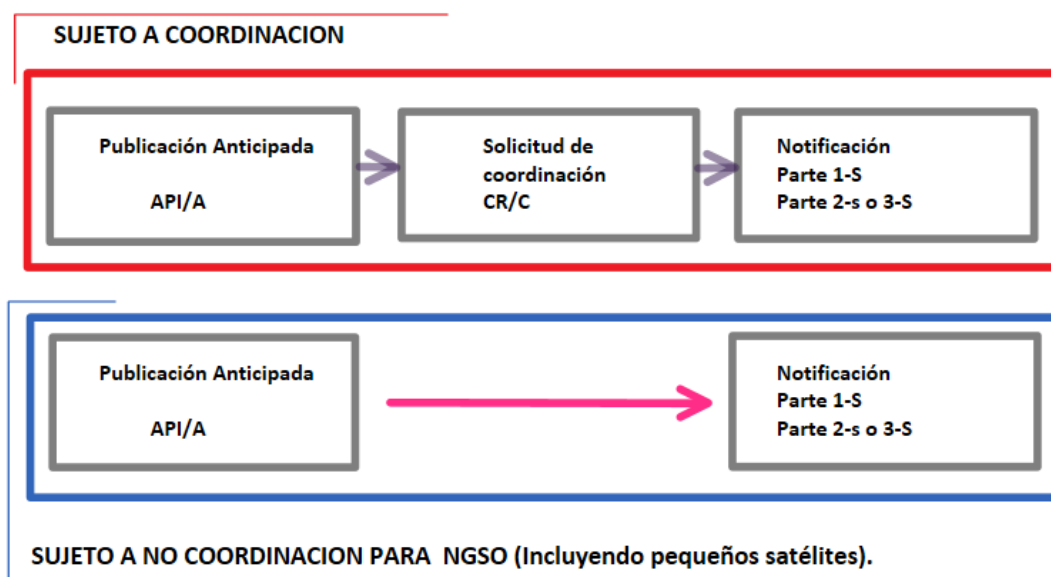 SUJETO A COORDINACION
Publicación Anticipada
API/A
Solicitud de
coordinación
CR/C
Notificación
Parte 1-S
Parte 2-s o 3-S
Publicación Anticipada
API/A
Notificación
Parte 1-S
Parte 2-s o 3-S
SUJETO A NO COORDINACION PARA  NGSO (Incluyendo pequeños satélites).